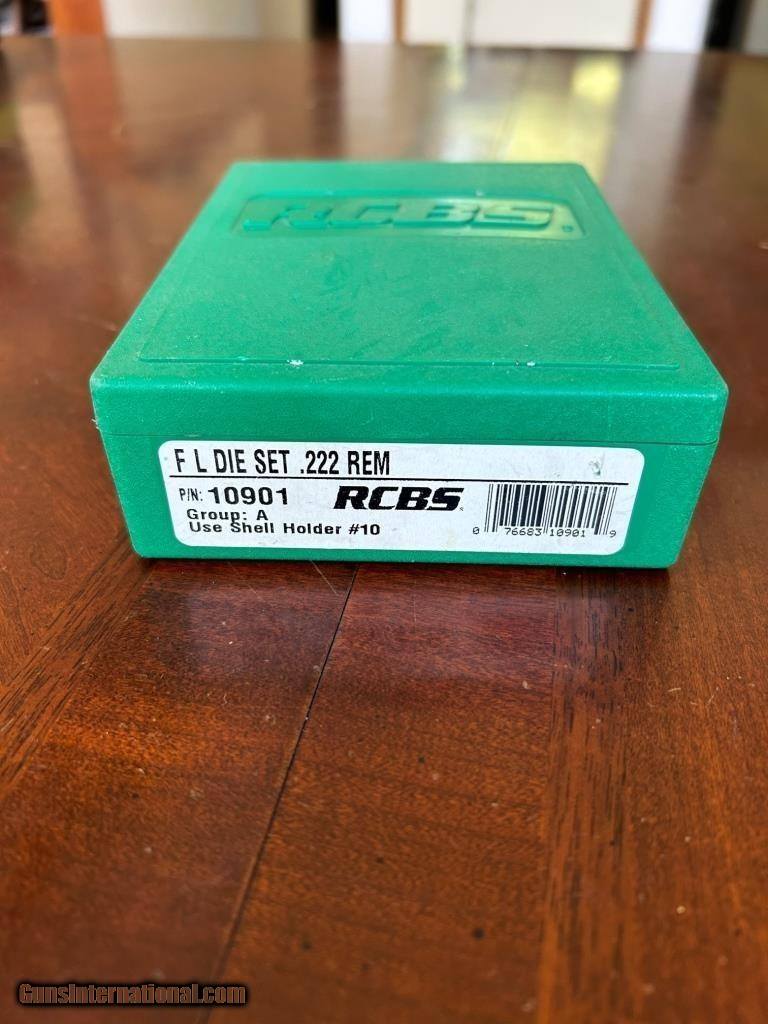 RCBS
F L DIE SET .222 REM
P/N: 10901 RCBS
Group: A
Use Shell Holder #10
0 76683 10901 9
GunsInternational.com